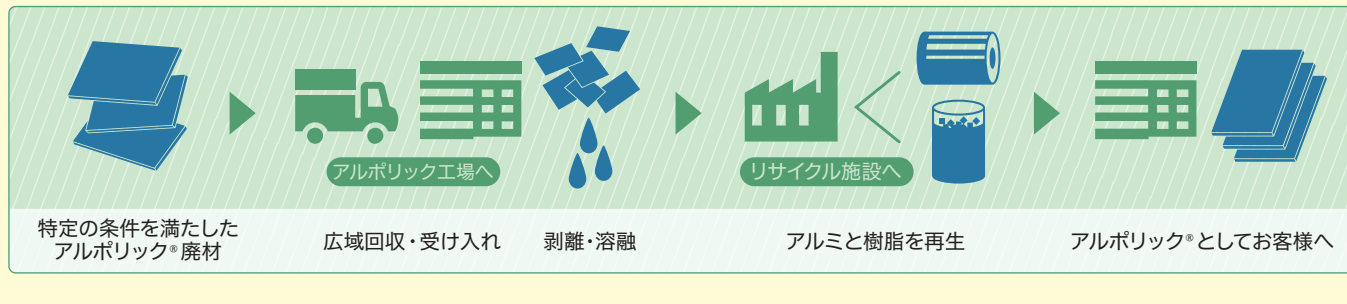 アルポリック工場へ
リサイクル施設へ
特定の条件を満たした
アルポリック®廃材
広域回収・受け入れ
剥離・溶融
アルミと樹脂を再生
アルポリック®としてお客様へ